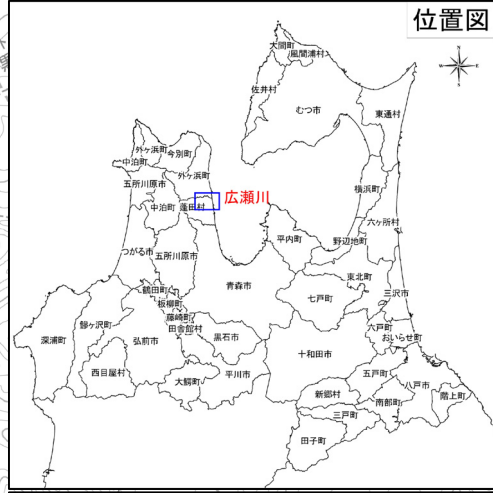 位置図
N
W
E
S
大間町
風間浦村
佐井村
むつ市
東通村
外ヶ浜町
今別町
中泊町
外ヶ浜町
五所川原市
横浜町
中泊町
蓬田村
広瀬川
六ヶ所村
平内町
野辺地町
つがる市
五所川原市
東北町
青森市
鶴田町
七戸町
三沢市
板柳町
藤崎町
田舎館村
六戸町
おいらせ町
深浦町
鰺ヶ沢町
弘前市
黒石市
十和田市
西目屋村
平川市
五戸町
大鰐町
八戸市
新郷村
階上町
南部町
三戸町
田子町